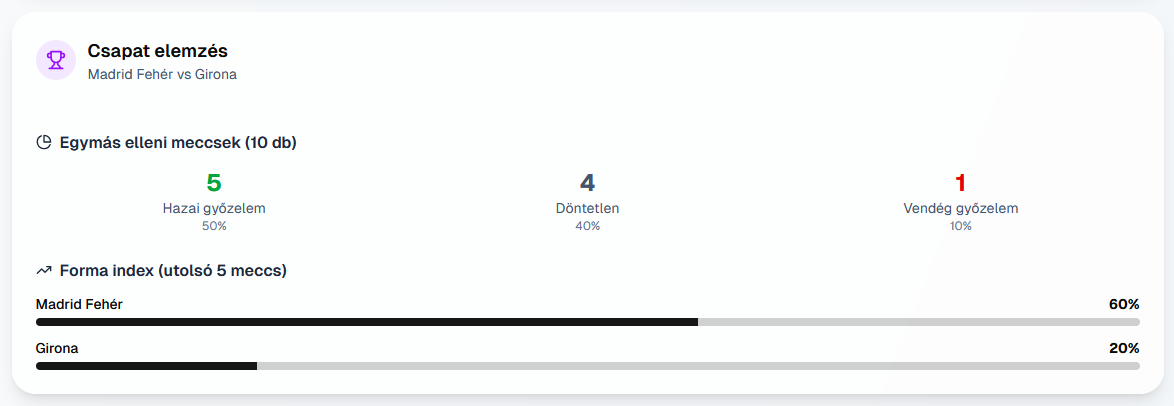 Csapat elemzés
Madrid Fehér vs Girona
Egymás elleni meccsek (10 db)
5 4 1
Hazai győzelem Döntetlen Vendég győzelem
50% 40% 10%
Forma index (utolsó 5 meccs)
Madrid Fehér 60%
Girona 20%